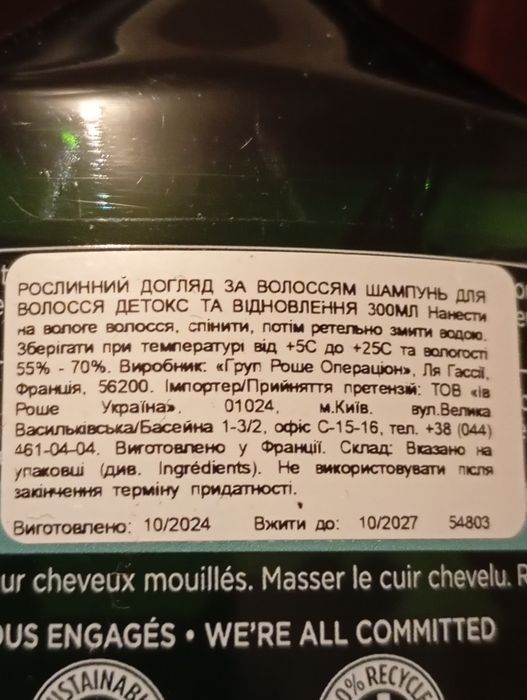 РОСЛИННИЙ ДОГЛЯД ЗА ВОЛОССЯМ ШАМПУНЬ ДЛЯ
ВОЛОССЯ ДЕТОКС ТА ВІДНОВЛЕННЯ 300МЛ Нанести
на вологе волосся, спінити, потім ретельно змити водою.
Зберігати при температурі від +5С до +25С та вологості
55% - 70%. Виробник: «Груп Роше Операціон», Ля Гассії,
Франція, 56200. Імпортер/Прийняття претензій: ТОВ «Ів
Роше Україна», 01024, м.Київ, вул.Велика
Васильківська/Басейна 1-3/2, офіс С-15-16, тел. +38 (044)
461-04-04. Виготовлено у Франції. Склад: Вказано на
упаковці (див. Ingrédients). Не використовувати після
закінчення терміну придатності.
Виготовлено: 10/2024 Вжити до: 10/2027 54803
ur cheveux mouillés. Masser le cuir chevelu. R
OUS ENGAGÉS • WE'RE ALL COMMITTED
STAINAB
% RECYC